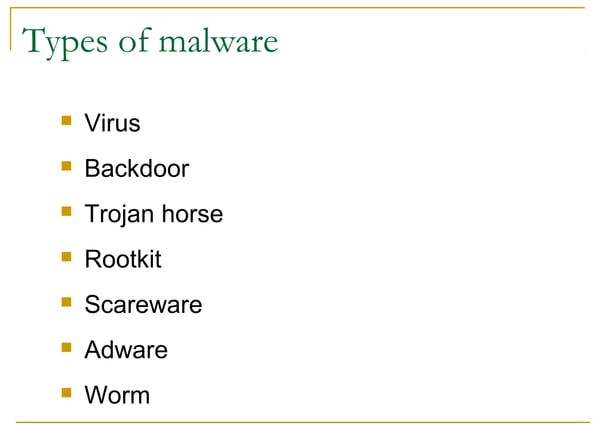 Types of malware
Virus
Backdoor
Trojan horse
Rootkit
Scareware
Adware
Worm